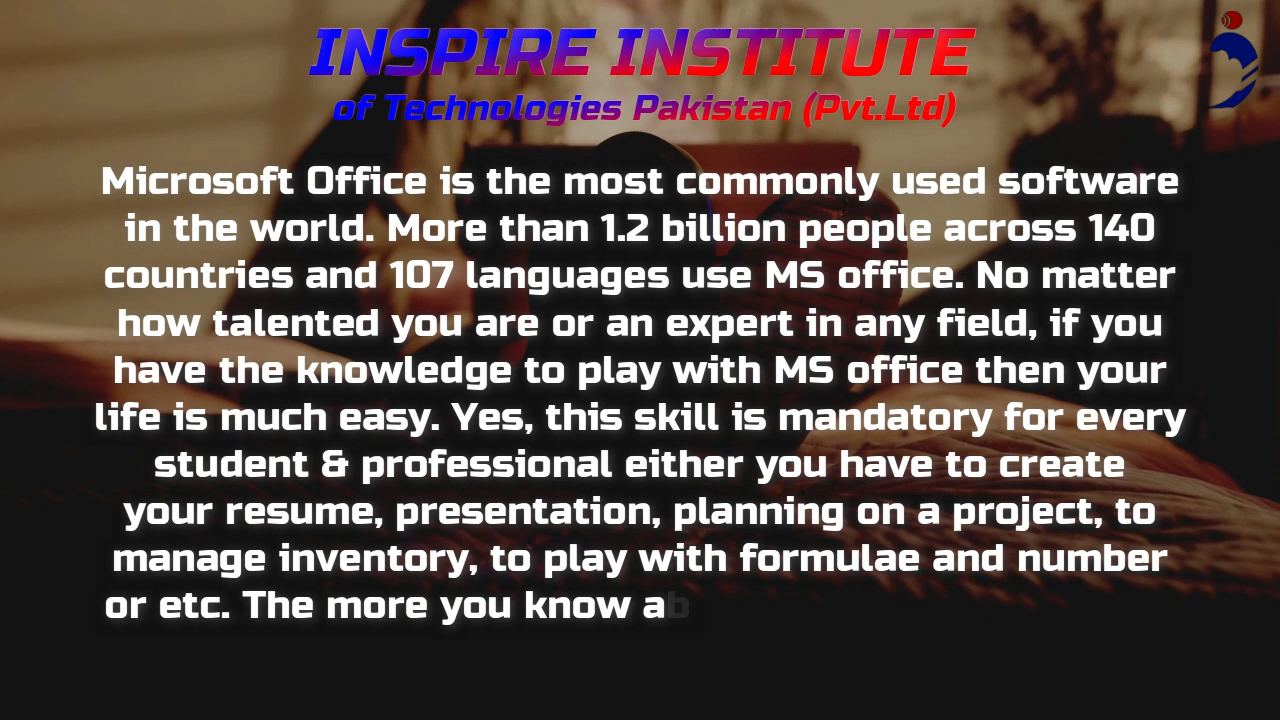 INSPIRE INSTITUTE
of Technologies Pakistan (Pvt.Ltd)
Microsoft Office is the most commonly used software
in the world. More than 1.2 billion people across 140
countries and 107 languages use MS office. No matter
how talented you are or an expert in any field, if you
have the knowledge to play with MS office then your
life is much easy. Yes, this skill is mandatory for every
student & professional either you have to create
your resume, presentation, planning on a project, to
manage inventory, to play with formulae and number
or etc. The more you know ab